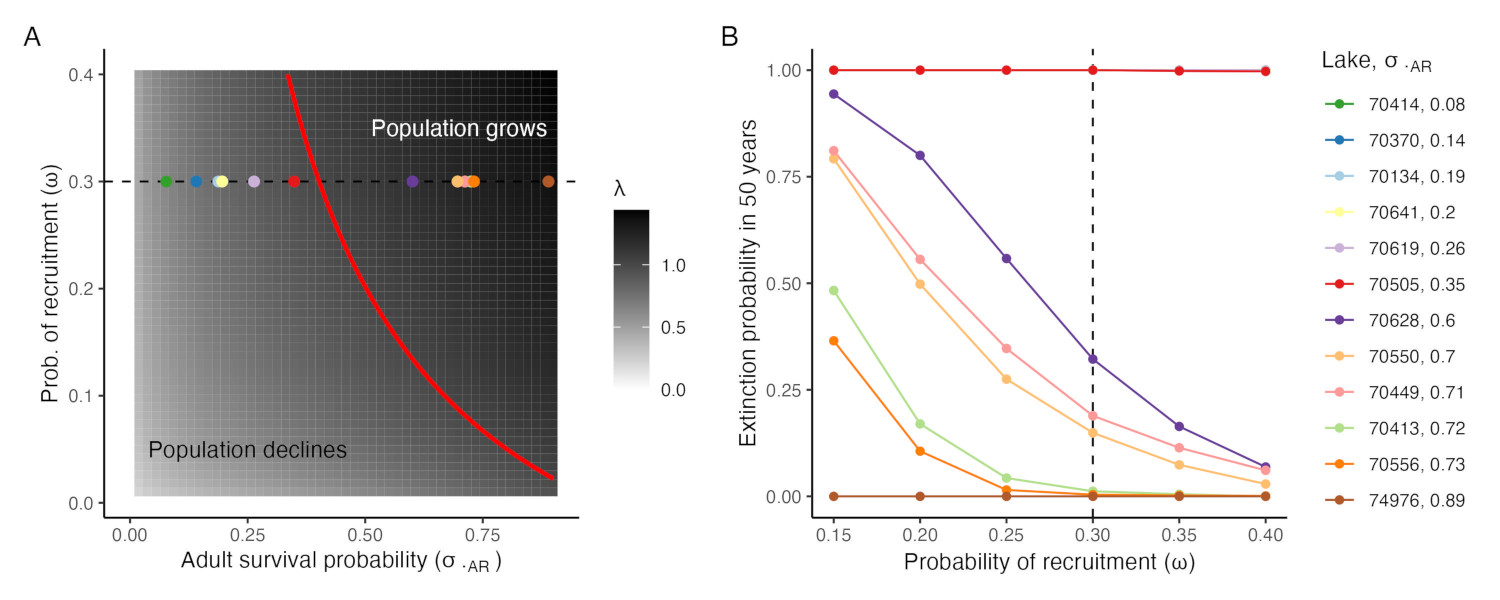 A
Prob. of recruitment (ω)
0.4
0.3
0.2
0.1
0.0
Population grows
Population declines
0.00 0.25 0.50 0.75
Adult survival probability (σ ·AR )
λ
1.0
0.5
0.0
B
Extinction probability in 50 years
1.00
0.75
0.50
0.25
0.00
0.15 0.20 0.25 0.30 0.35 0.40
Probability of recruitment (ω)
Lake, σ ·AR
70414, 0.08
70370, 0.14
70134, 0.19
70641, 0.2
70619, 0.26
70505, 0.35
70628, 0.6
70550, 0.7
70449, 0.71
70413, 0.72
70556, 0.73
74976, 0.89